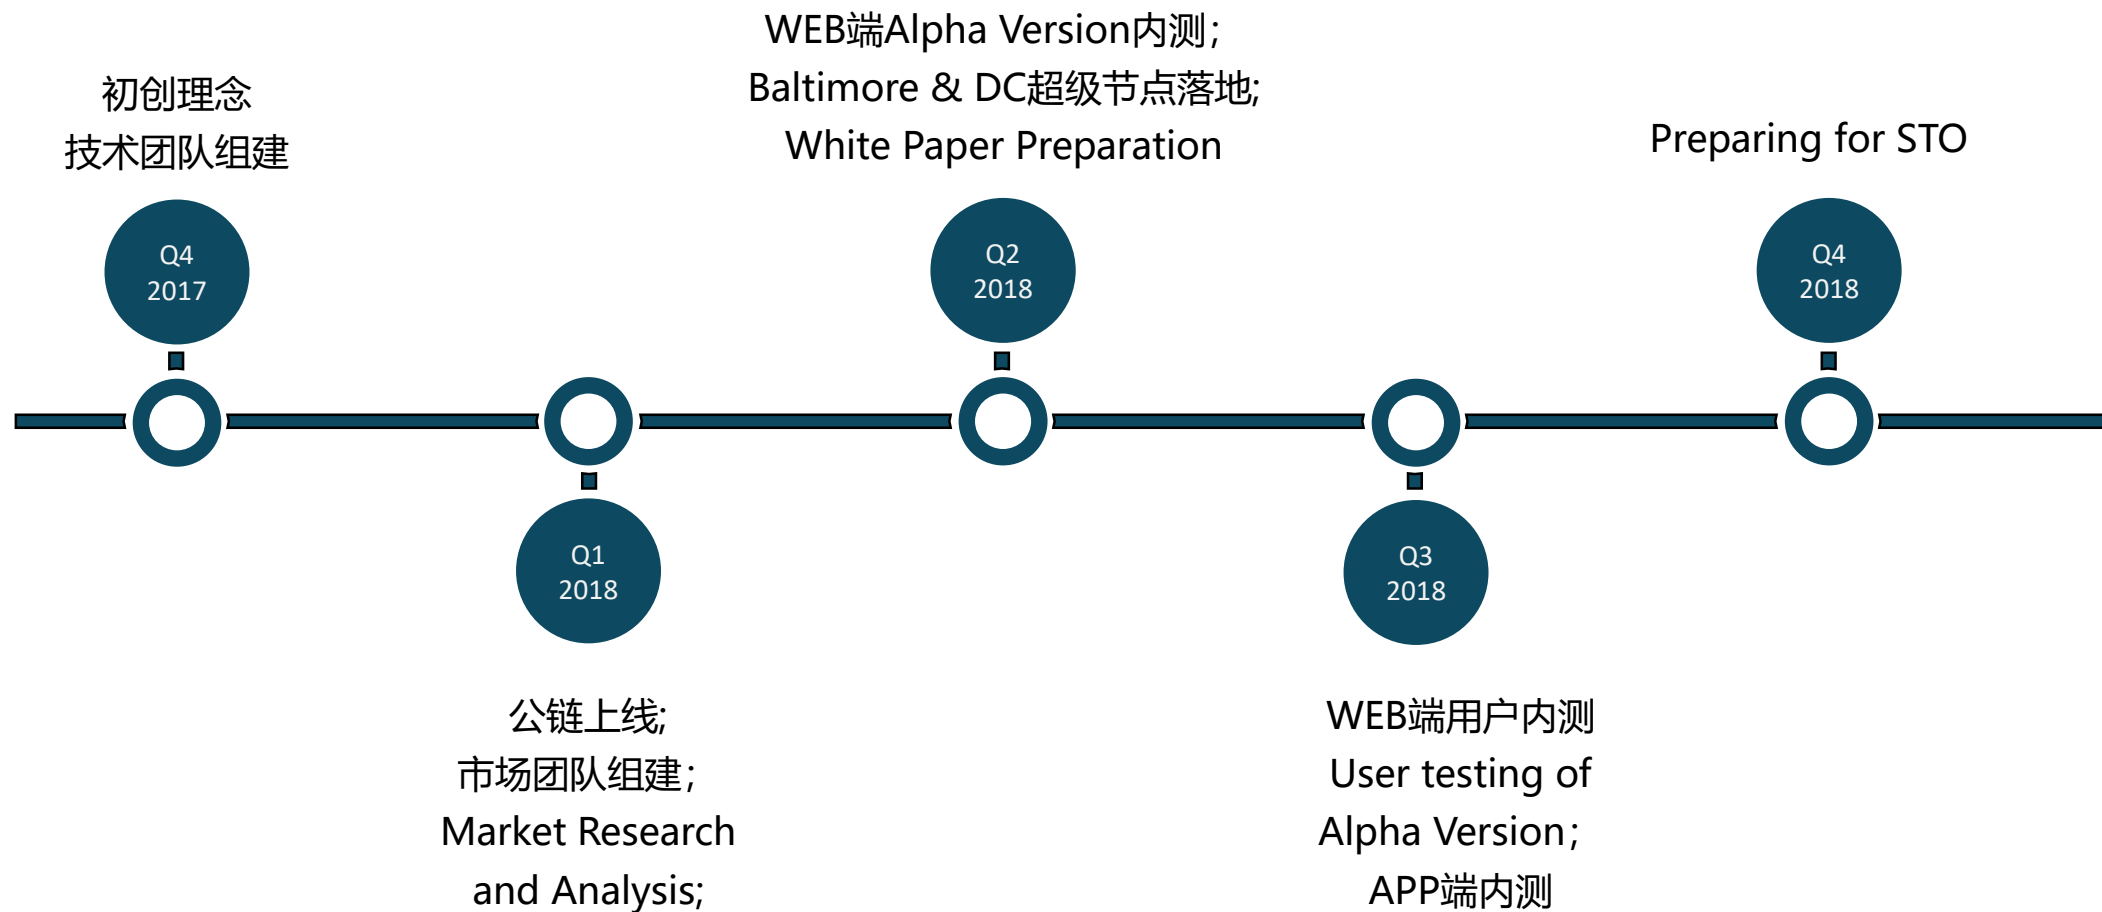 初创理念
技术团队组建
Q4
2017
公链上线;
市场团队组建；
Market Research
and Analysis;
Q1
2018
WEB端Alpha Version内测；
Baltimore & DC超级节点落地;
White Paper Preparation
Q2
2018
WEB端用户内测
User testing of
Alpha Version；
APP端内测
Q3
2018
Preparing for STO
Q4
2018